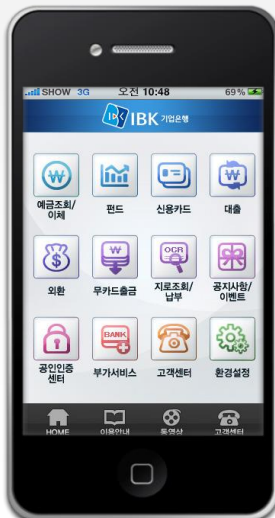 SHOW 3G 오전 10:48 69%
IBK IBK 기업은행
₩ ₩
예금조회/
이체
펀드
신용카드
대출
$ ₩ OCR
외환
무카드출금
지로조회/
납부
공지사항/
이벤트
BANK
공인인증
센터
부가서비스
고객센터
환경설정
HOME 이용안내 동영상 고객센터